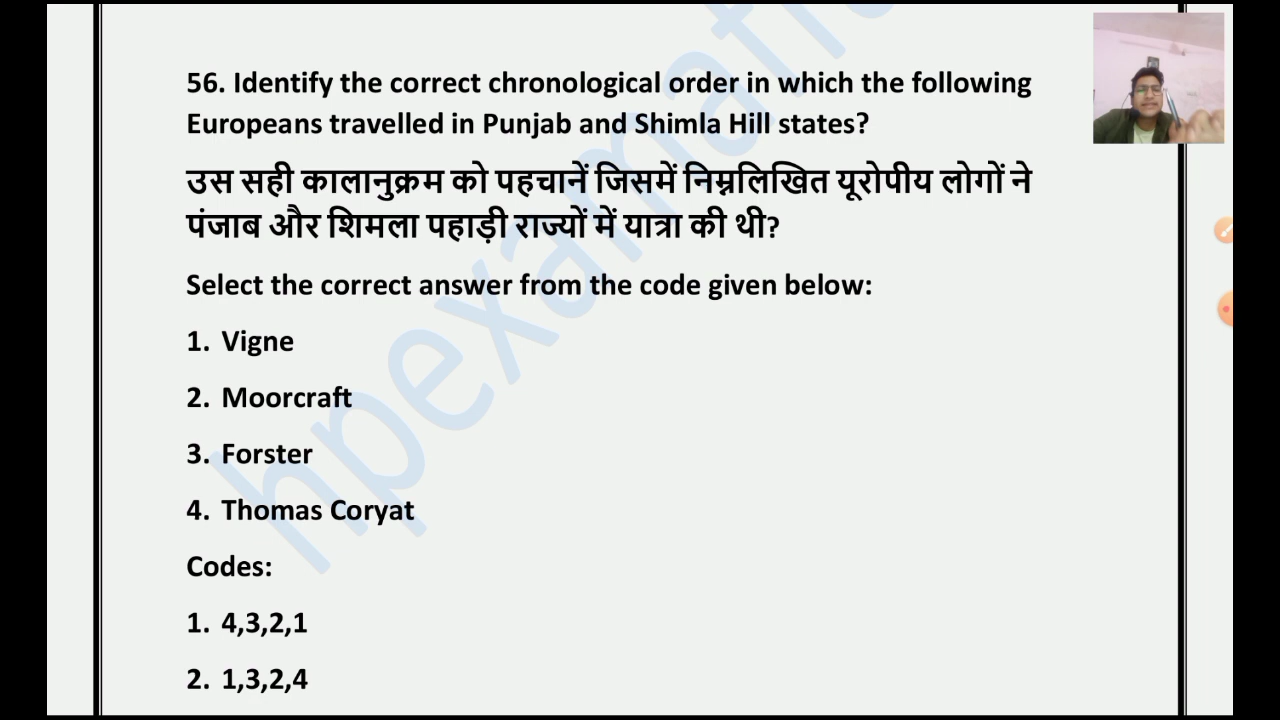 56. Identify the correct chronological order in which the following
Europeans travelled in Punjab and Shimla Hill states?
उस सही कालानुक्रम को पहचानें जिसमें निम्नलिखित यूरोपीय लोगों ने
पंजाब और शिमला पहाड़ी राज्यों में यात्रा की थी?
Select the correct answer from the code given below:
1. Vigne
2. Moorcraft
3. Forster
4. Thomas Coryat
Codes:
1. 4,3,2,1
2. 1,3,2,4